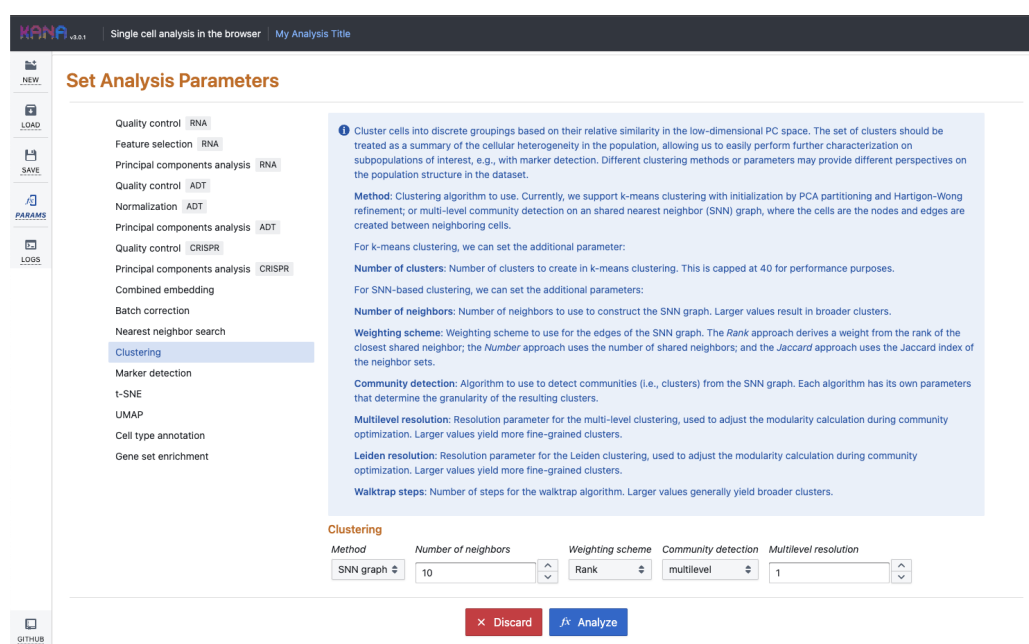 KANA v3.0.1 Single cell analysis in the browser My Analysis Title
NEW
LOAD
SAVE
PARAMS
LOGS
GITHUB
Set Analysis Parameters
Quality control RNA
Feature selection RNA
Principal components analysis RNA
Quality control ADT
Normalization ADT
Principal components analysis ADT
Quality control CRISPR
Principal components analysis CRISPR
Combined embedding
Batch correction
Nearest neighbor search
Clustering
Marker detection
t-SNE
UMAP
Cell type annotation
Gene set enrichment
Cluster cells into discrete groupings based on their relative similarity in the low-dimensional PC space. The set of clusters should be
treated as a summary of the cellular heterogeneity in the population, allowing us to easily perform further characterization on
subpopulations of interest, e.g., with marker detection. Different clustering methods or parameters may provide different perspectives on
the population structure in the dataset.
Method: Clustering algorithm to use. Currently, we support k-means clustering with initialization by PCA partitioning and Hartigon-Wong
refinement; or multi-level community detection on an shared nearest neighbor (SNN) graph, where the cells are the nodes and edges are
created between neighboring cells.
For k-means clustering, we can set the additional parameter:
Number of clusters: Number of clusters to create in k-means clustering. This is capped at 40 for performance purposes.
For SNN-based clustering, we can set the additional parameters:
Number of neighbors: Number of neighbors to use to construct the SNN graph. Larger values result in broader clusters.
Weighting scheme: Weighting scheme to use for the edges of the SNN graph. The Rank approach derives a weight from the rank of the
closest shared neighbor; the Number approach uses the number of shared neighbors; and the Jaccard approach uses the Jaccard index of
the neighbor sets.
Community detection: Algorithm to use to detect communities (i.e., clusters) from the SNN graph. Each algorithm has its own parameters
that determine the granularity of the resulting clusters.
Multilevel resolution: Resolution parameter for the multi-level clustering, used to adjust the modularity calculation during community
optimization. Larger values yield more fine-grained clusters.
Leiden resolution: Resolution parameter for the Leiden clustering, used to adjust the modularity calculation during community
optimization. Larger values yield more fine-grained clusters.
Walktrap steps: Number of steps for the walktrap algorithm. Larger values generally yield broader clusters.
Clustering
Method Number of neighbors Weighting scheme Community detection Multilevel resolution
SNN graph 10 Rank multilevel 1
Discard fx Analyze